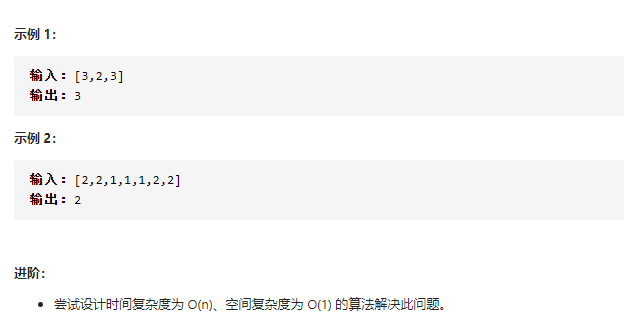 示例 1：
输入：[3,2,3]
输出：3
示例 2：
输入：[2,2,1,1,1,2,2]
输出：2
进阶：
尝试设计时间复杂度为 O(n)、空间复杂度为 O(1) 的算法解决此问题。